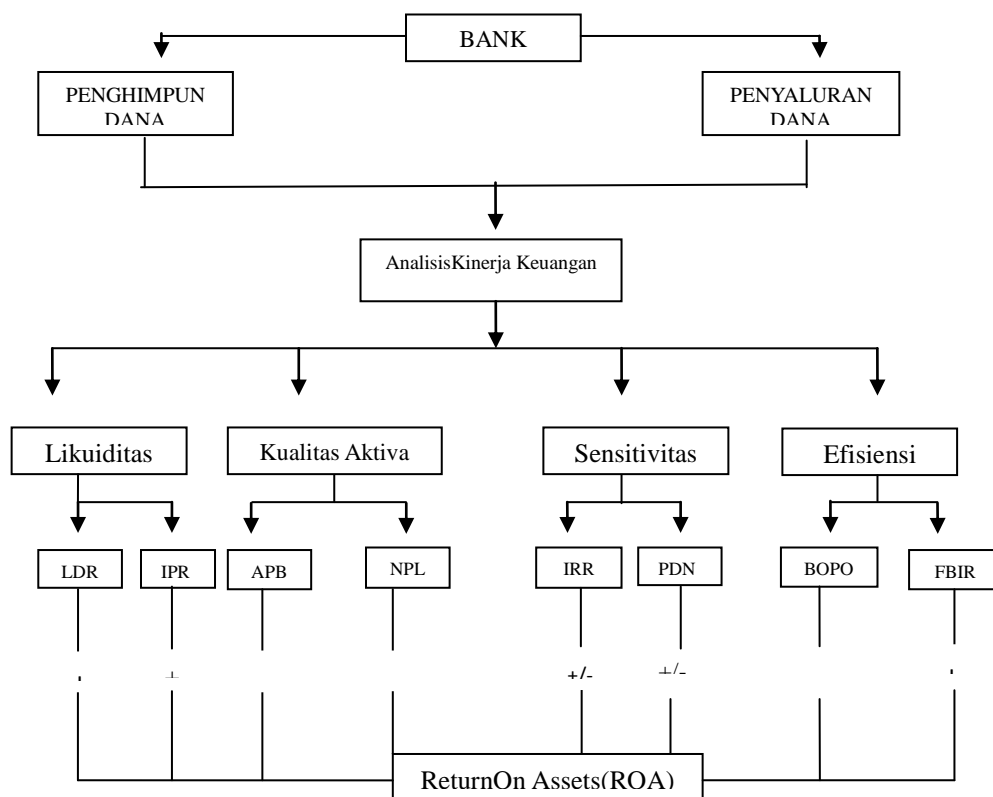 BANK
PENGHIMPUN
DANA
PENYALURAN
DANA
AnalisisKinerja Keuangan
Likuiditas
Kualitas Aktiva
Sensitivitas
Efisiensi
LDR
IPR
APB
NPL
IRR
PDN
BOPO
FBIR
+
+/-
+/-
ReturnOn Assets(ROA)